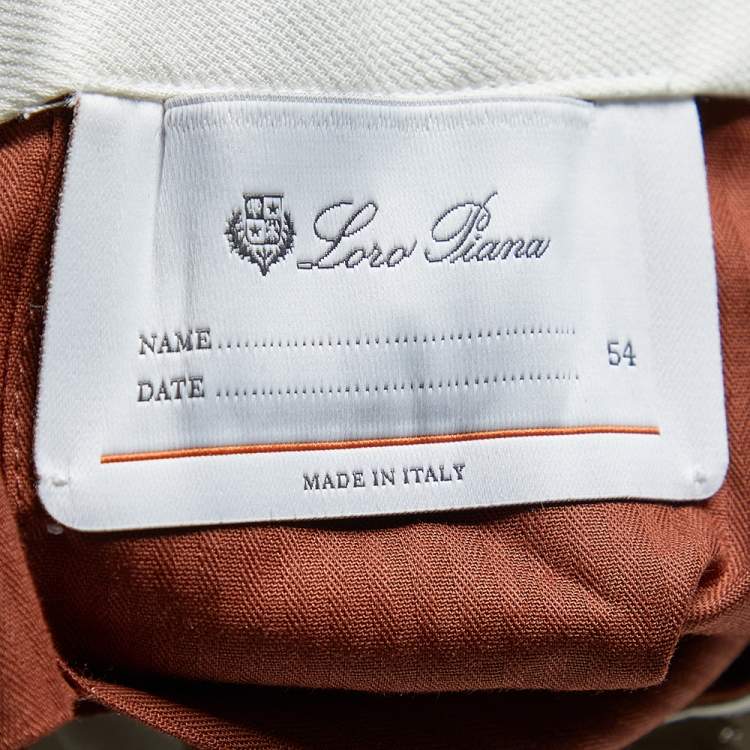 Loro Piana
NAME..............................................
DATE .............................................
54
MADE IN ITALY